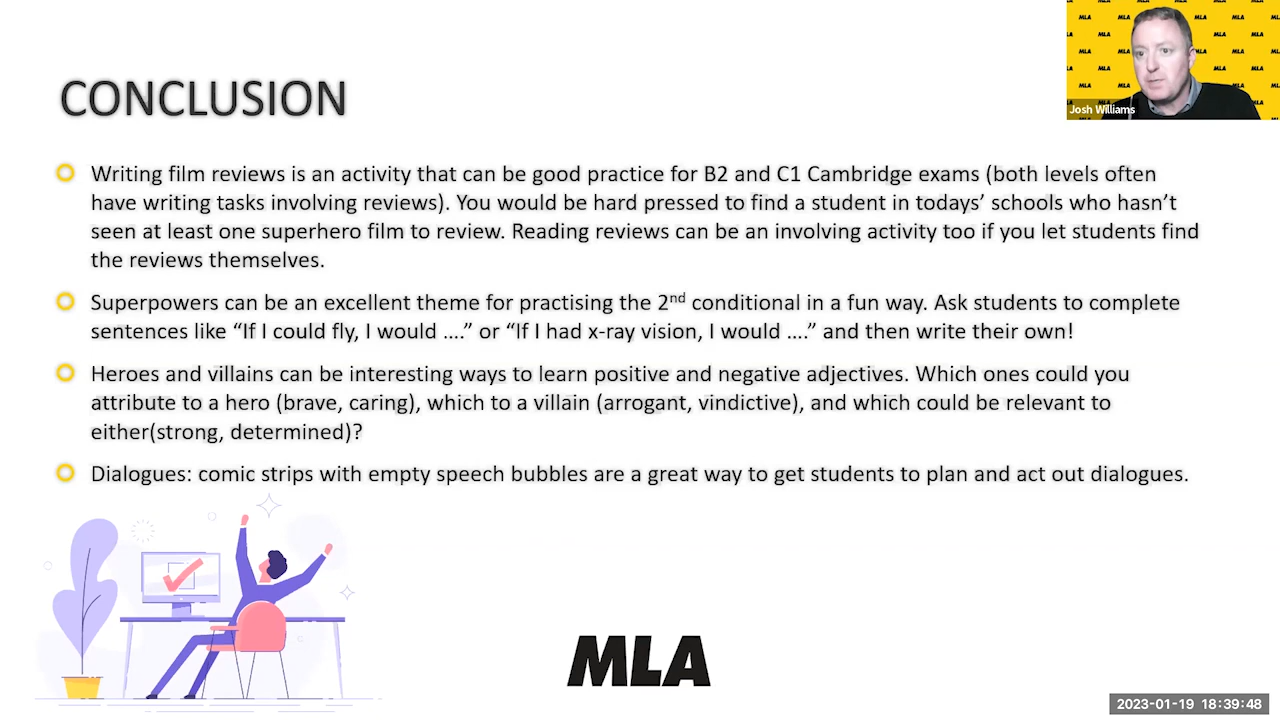 CONCLUSION
Writing film reviews is an activity that can be good practice for B2 and C1 Cambridge exams (both levels often
have writing tasks involving reviews). You would be hard pressed to find a student in todays’ schools who hasn’t
seen at least one superhero film to review. Reading reviews can be an involving activity too if you let students find
the reviews themselves.
Superpowers can be an excellent theme for practising the 2nd conditional in a fun way. Ask students to complete
sentences like “If I could fly, I would ....” or “If I had x-ray vision, I would ....” and then write their own!
Heroes and villains can be interesting ways to learn positive and negative adjectives. Which ones could you
attribute to a hero (brave, caring), which to a villain (arrogant, vindictive), and which could be relevant to
either(strong, determined)?
Dialogues: comic strips with empty speech bubbles are a great way to get students to plan and act out dialogues.
MLA
Josh Williams
2023-01-19 18:39:48